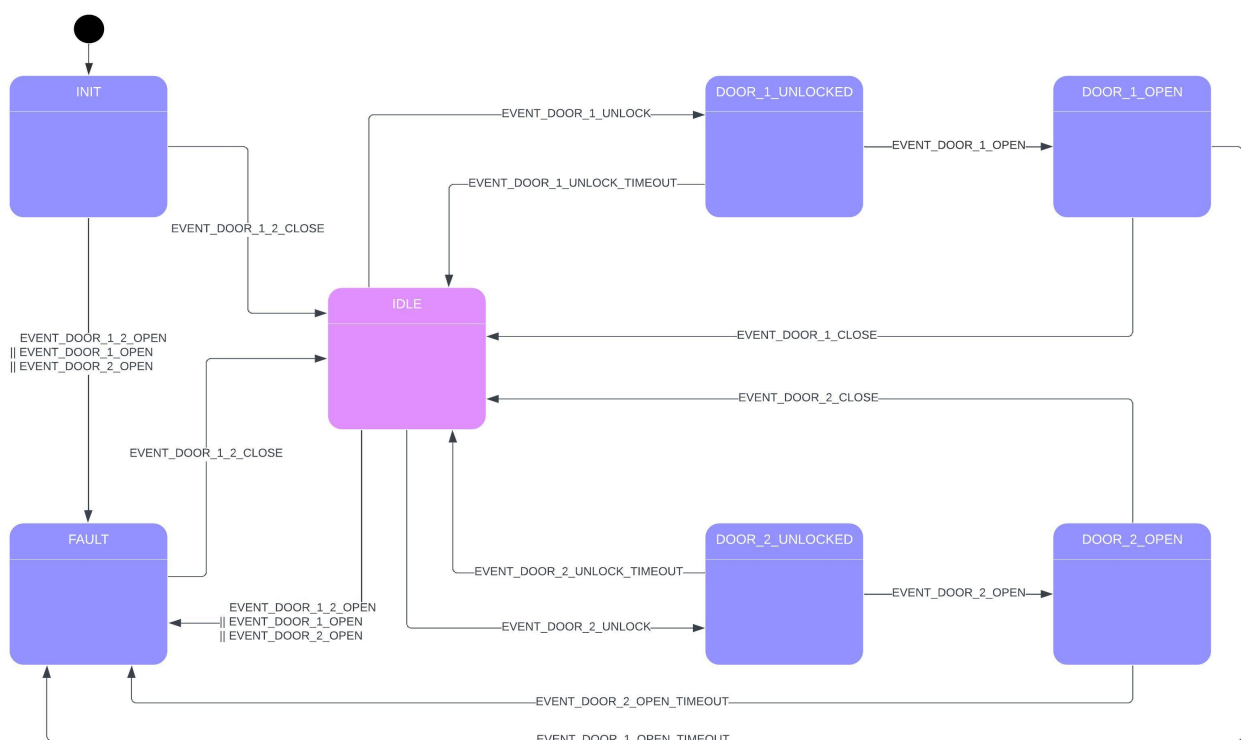 INIT
DOOR_1_UNLOCKED
DOOR_1_OPEN
EVENT_DOOR_1_UNLOCK
EVENT_DOOR_1_OPEN
EVENT_DOOR_1_UNLOCK_TIMEOUT
EVENT_DOOR_1_2_CLOSE
IDLE
EVENT_DOOR_1_2_OPEN
|| EVENT_DOOR_1_OPEN
|| EVENT_DOOR_2_OPEN
EVENT_DOOR_1_CLOSE
EVENT_DOOR_2_CLOSE
EVENT_DOOR_1_2_CLOSE
FAULT
DOOR_2_UNLOCKED
DOOR_2_OPEN
EVENT_DOOR_2_UNLOCK_TIMEOUT
EVENT_DOOR_2_OPEN
EVENT_DOOR_1_2_OPEN
|| EVENT_DOOR_1_OPEN
|| EVENT_DOOR_2_OPEN
EVENT_DOOR_2_UNLOCK
EVENT_DOOR_2_OPEN_TIMEOUT
EVENT_DOOR_1_OPEN_TIMEOUT